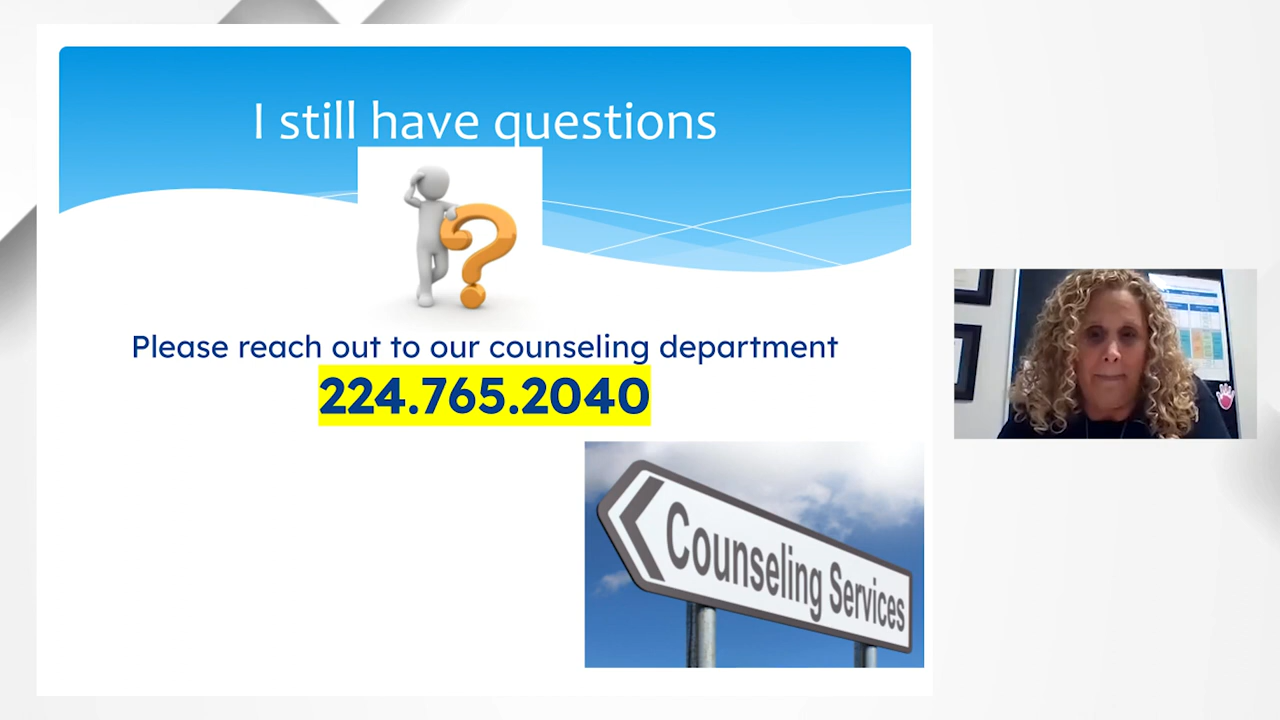 I still have questions
Please reach out to our counseling department
224.765.2040
Counseling Services